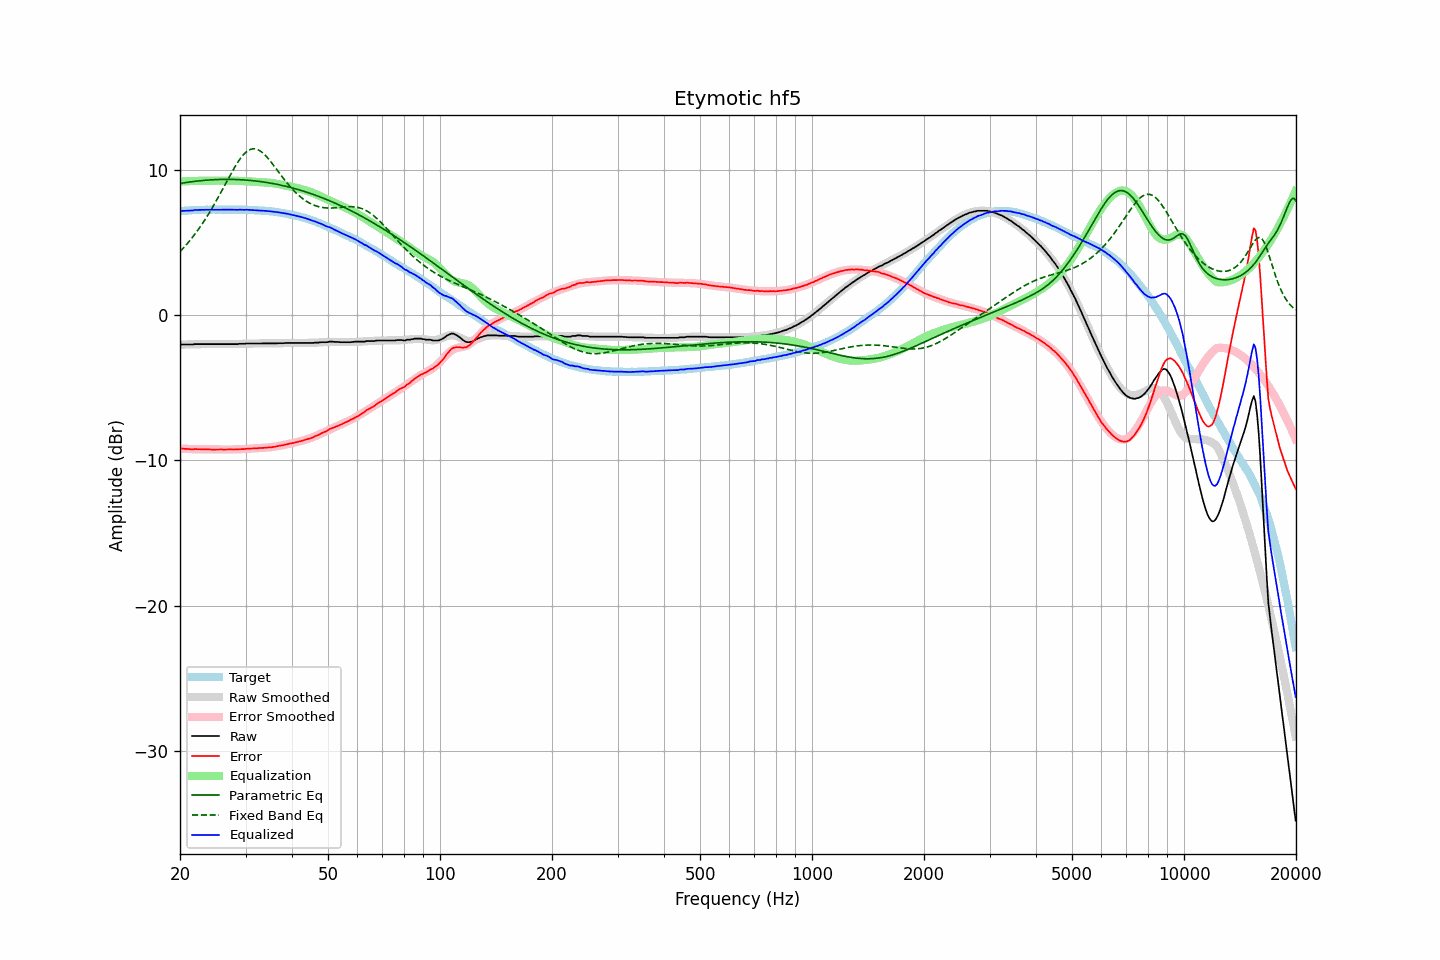 Etymotic hf5
Amplitude (dBr)
10
0
−10
−20
−30
Target
Raw Smoothed
Error Smoothed
Raw
Error
Equalization
Parametric Eq
Fixed Band Eq
Equalized
20 50 100 200 500 1000 2000 5000 10000 20000
Frequency (Hz)